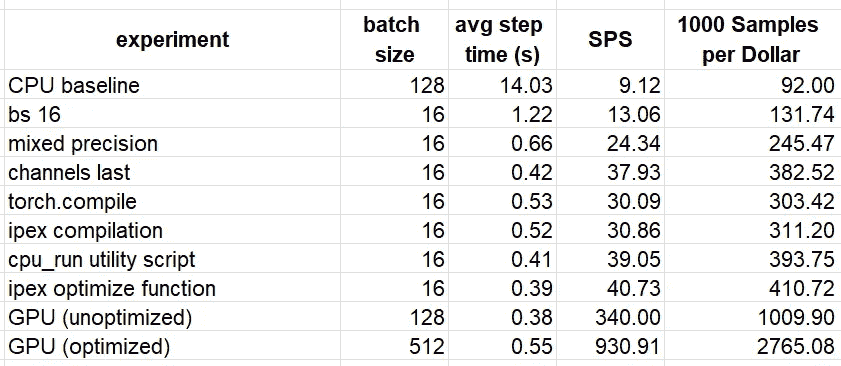 experiment batch size avg step time (s) SPS 1000 Samples per Dollar
CPU baseline 128 14.03 9.12 92.00
bs 16 16 1.22 13.06 131.74
mixed precision 16 0.66 24.34 245.47
channels last 16 0.42 37.93 382.52
torch.compile 16 0.53 30.09 303.42
ipex compilation 16 0.52 30.86 311.20
cpu_run utility script 16 0.41 39.05 393.75
ipex optimize function 16 0.39 40.73 410.72
GPU (unoptimized) 128 0.38 340.00 1009.90
GPU (optimized) 512 0.55 930.91 2765.08